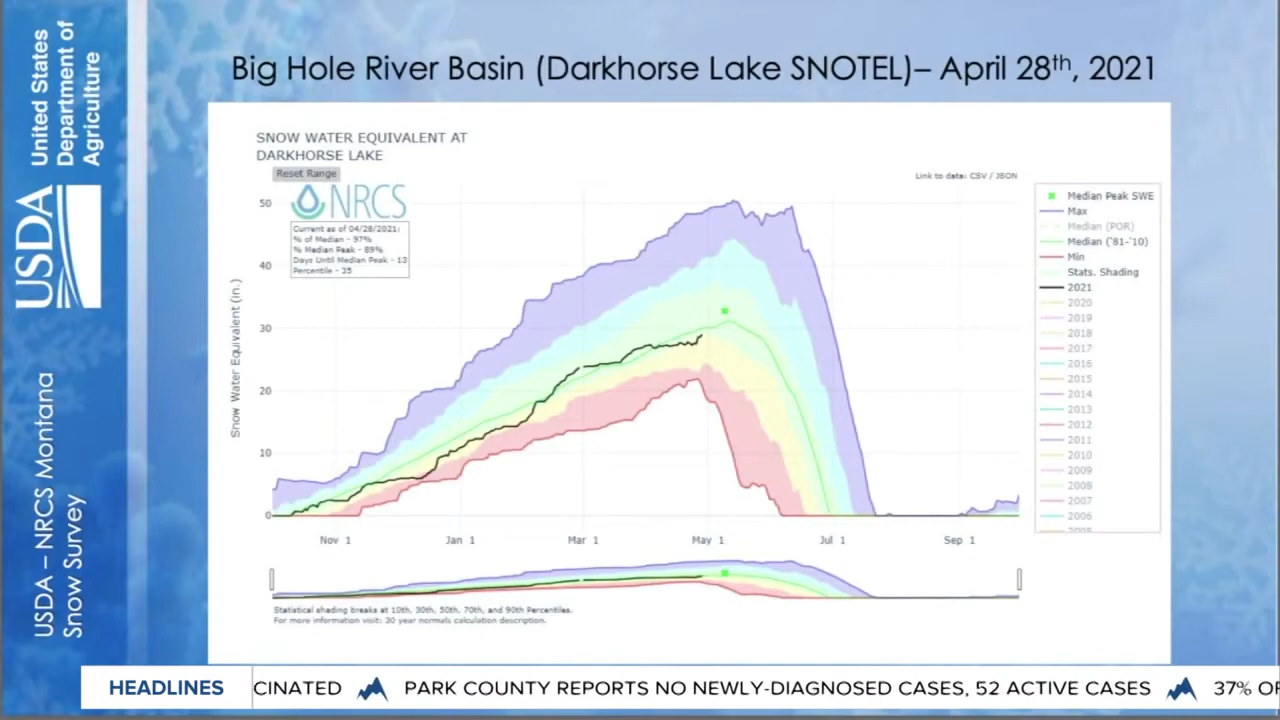 United States
Department of
Agriculture
USDA
USDA – NRCS Montana
Snow Survey
Big Hole River Basin (Darkhorse Lake SNOTEL)– April 28th, 2021
SNOW WATER EQUIVALENT AT
DARKHORSE LAKE
Reset Range
NRCS
Link to data: CSV / JSON
Current as of 04/28/2021:
% of Median - 97%
% Median Peak - 89%
Days Until Median Peak - 13
Percentile - 35
Snow Water Equivalent (in.)
50
40
30
20
10
0
Nov 1
Jan 1
Mar 1
May 1
Jul 1
Sep 1
Median Peak SWE
Max
Median (POR)
Median ('81-'10)
Min
Stats. Shading
2021
2020
2019
2018
2017
2016
2015
2014
2013
2012
2011
2010
2009
2008
2007
2006
Statistical shading breaks at 10th, 30th, 50th, 70th, and 90th Percentiles.
For more information visit: 30 year normals calculation description.
HEADLINES
CINATED PARK COUNTY REPORTS NO NEWLY-DIAGNOSED CASES, 52 ACTIVE CASES 37% OF